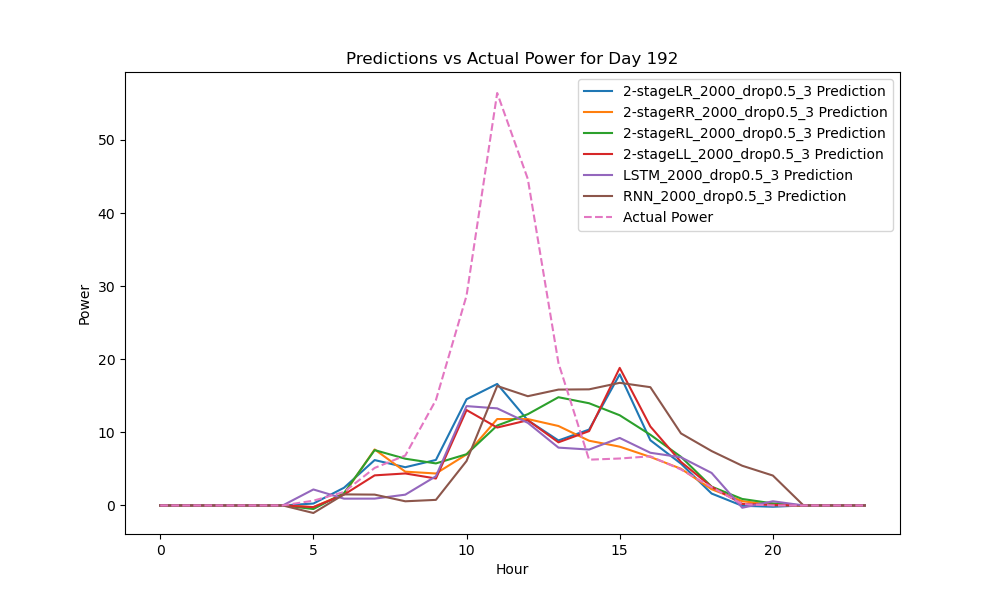 Predictions vs Actual Power for Day 192
2-stageLR_2000_drop0.5_3 Prediction
2-stageRR_2000_drop0.5_3 Prediction
2-stageRL_2000_drop0.5_3 Prediction
2-stageLL_2000_drop0.5_3 Prediction
LSTM_2000_drop0.5_3 Prediction
RNN_2000_drop0.5_3 Prediction
Actual Power
Power
50
40
30
20
10
0
0 5 10 15 20
Hour